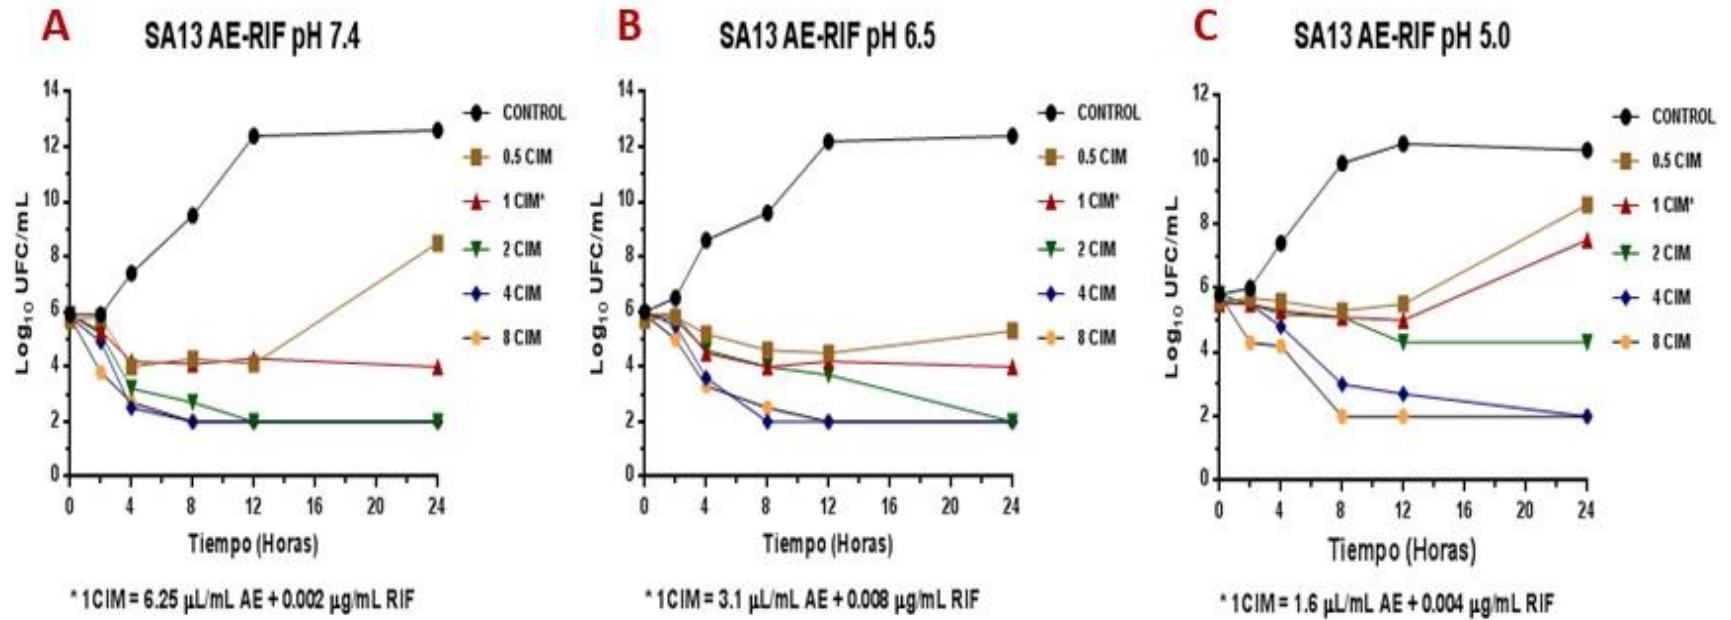 A
SA13 AE-RIF pH 7.4
Log10 UFC/mL
14
12
10
8
6
4
2
0
0 4 8 12 16 20 24
Tiempo (Horas)
CONTROL
0.5 CIM
1 CIM*
2 CIM
4 CIM
8 CIM
* 1CIM = 6.25 µL/mL AE + 0.002 µg/mL RIF
B
SA13 AE-RIF pH 6.5
Log10 UFC/mL
14
12
10
8
6
4
2
0
0 4 8 12 16 20 24
Tiempo (Horas)
CONTROL
0.5 CIM
1 CIM*
2 CIM
4 CIM
8 CIM
* 1CIM = 3.1 µL/mL AE + 0.008 µg/mL RIF
C
SA13 AE-RIF pH 5.0
Log10 UFC/mL
12
10
8
6
4
2
0
0 4 8 12 16 20 24
Tiempo (Horas)
CONTROL
0.5 CIM
1 CIM*
2 CIM
4 CIM
8 CIM
* 1CIM = 1.6 µL/mL AE + 0.004 µg/mL RIF